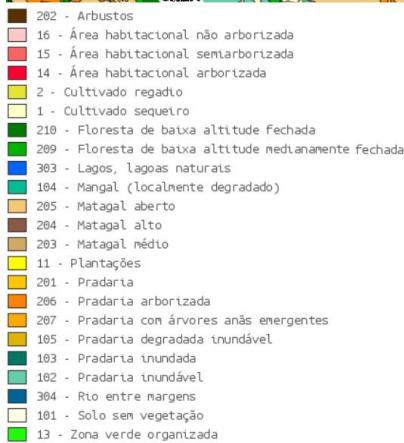 202 - Arbustos
16 - Área habitacional não arborizada
15 - Área habitacional semiarborizada
14 - Área habitacional arborizada
2 - Cultivado regadio
1 - Cultivado sequeiro
210 - Floresta de baixa altitude fechada
209 - Floresta de baixa altitude medianamente fechada
303 - Lagos, lagoas naturais
104 - Mangal (localmente degradado)
205 - Matagal aberto
204 - Matagal alto
203 - Matagal médio
11 - Plantações
201 - Pradaria
206 - Pradaria arborizada
207 - Pradaria com árvores anãs emergentes
105 - Pradaria degradada inundável
103 - Pradaria inundada
102 - Pradaria inundável
304 - Rio entre margens
101 - Solo sem vegetação
13 - Zona verde organizada